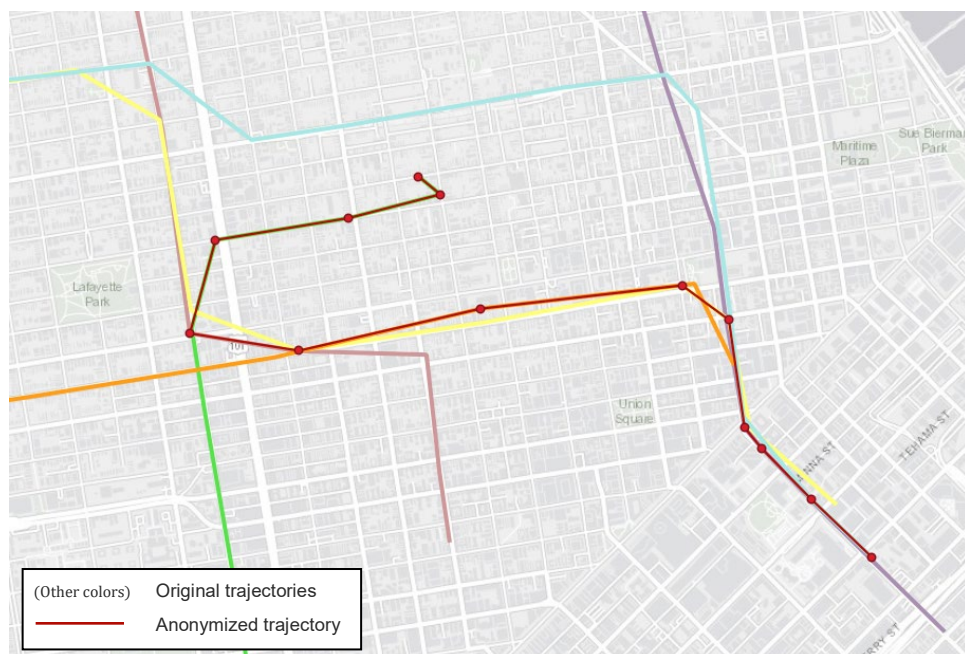 Sue Bierman
Park
Maritime
Plaza
Lafayette
Park
101
Union
Square
TEHAMA ST
(Other colors) Original trajectories
Anonymized trajectory